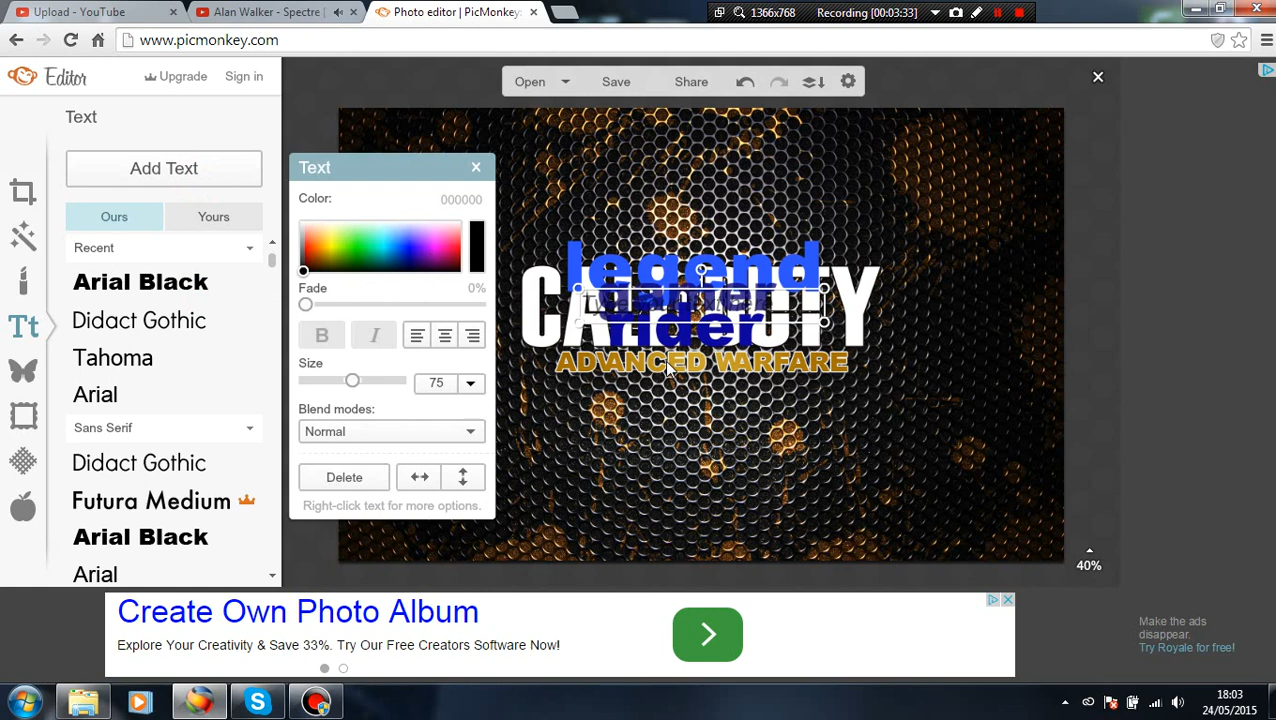 Upload - YouTube
Alan Walker - Spectre [
Photo editor | PicMonkey:
1366x768
Recording [00:03:33]
www.picmonkey.com
Editor
Upgrade
Sign in
Open
Save
Share
Text
Add Text
Ours
Yours
Recent
Arial Black
Didact Gothic
Tahoma
Arial
Sans Serif
Didact Gothic
Futura Medium
Arial Black
Arial
Text
Color:
000000
Fade
0%
B
I
Size
75
Blend modes:
Normal
Delete
Right-click text for more options.
legend
rider
ADVANCED WARFARE
40%
Create Own Photo Album
Explore Your Creativity & Save 33%. Try Our Free Creators Software Now!
Make the ads
disappear.
Try Royale for free!
18:03
24/05/2015